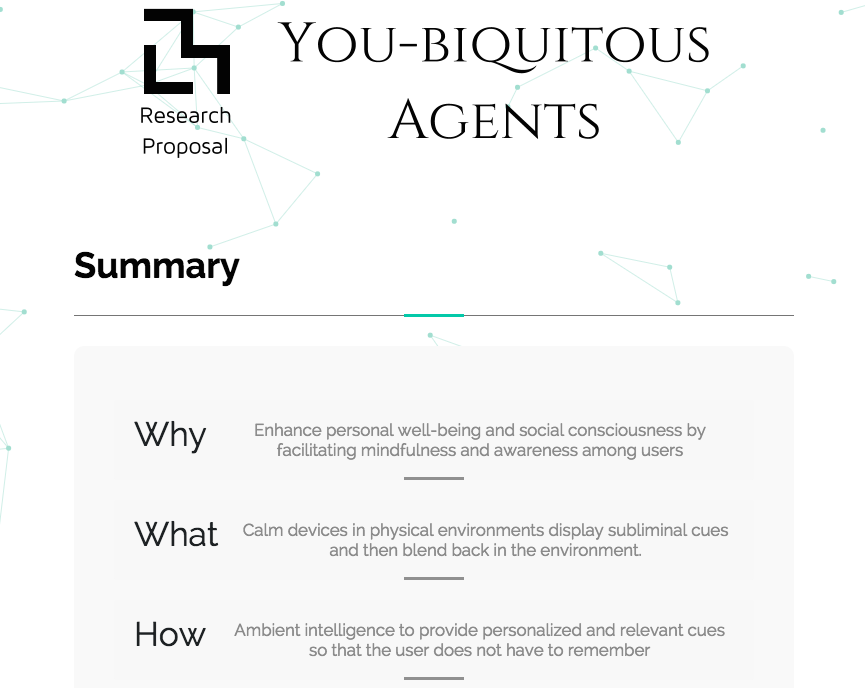 Research
Proposal
You-biquitous
Agents
Summary
Why
Enhance personal well-being and social consciousness by
facilitating mindfulness and awareness among users
What
Calm devices in physical environments display subliminal cues
and then blend back in the environment.
How
Ambient intelligence to provide personalized and relevant cues
so that the user does not have to remember